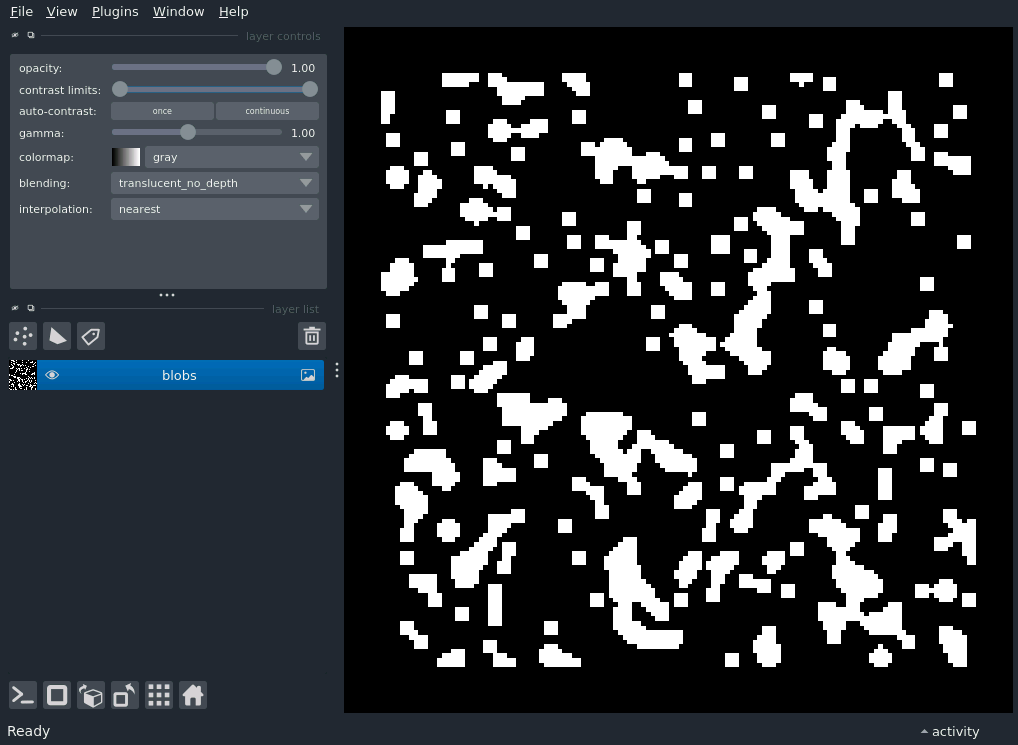 File View Plugins Window Help
layer controls
opacity: 1.00
contrast limits:
auto-contrast: once continuous
gamma: 1.00
colormap: gray
blending: translucent_no_depth
interpolation: nearest
layer list
blobs
Ready
activity